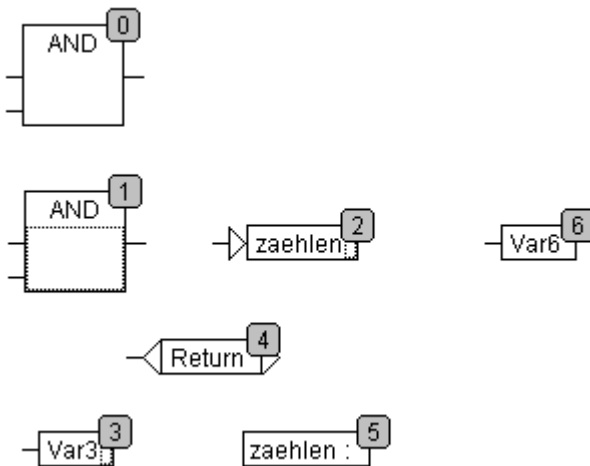 0
AND
1
AND
2
zaehlen
6
Var6
4
Return
3
Var3
5
zaehlen :